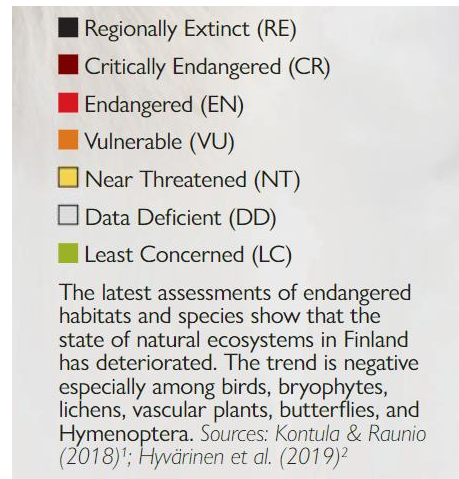 Regionally Extinct (RE)
Critically Endangered (CR)
Endangered (EN)
Vulnerable (VU)
Near Threatened (NT)
Data Deficient (DD)
Least Concerned (LC)
The latest assessments of endangered
habitats and species show that the
state of natural ecosystems in Finland
has deteriorated. The trend is negative
especially among birds, bryophytes,
lichens, vascular plants, butterflies, and
Hymenoptera. Sources: Kontula & Raunio
(2018)¹; Hyvärinen et al. (2019)²